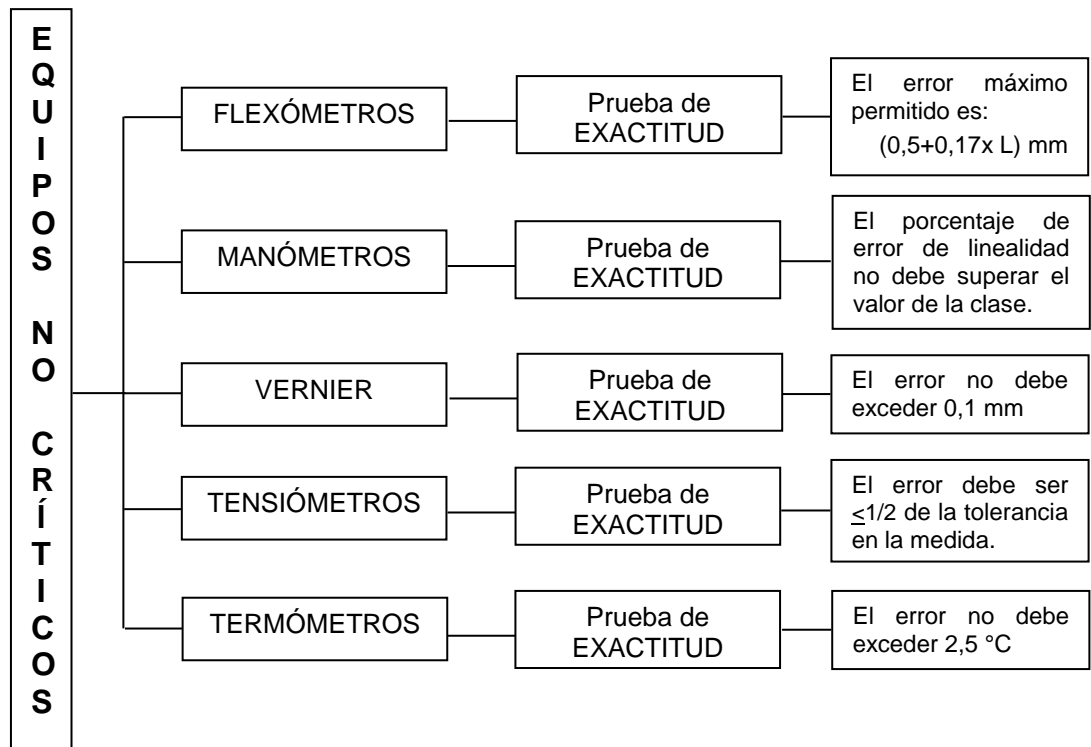 EQUIPOS NO CRÍTICOS
FLEXÓMETROS
Prueba de
EXACTITUD
El error máximo
permitido es:
(0,5+0,17x L) mm
MANÓMETROS
Prueba de
EXACTITUD
El porcentaje de
error de linealidad
no debe superar el
valor de la clase.
VERNIER
Prueba de
EXACTITUD
El error no debe
exceder 0,1 mm
TENSIÓMETROS
Prueba de
EXACTITUD
El error debe ser
≤1/2 de la tolerancia
en la medida.
TERMÓMETROS
Prueba de
EXACTITUD
El error no debe
exceder 2,5 °C